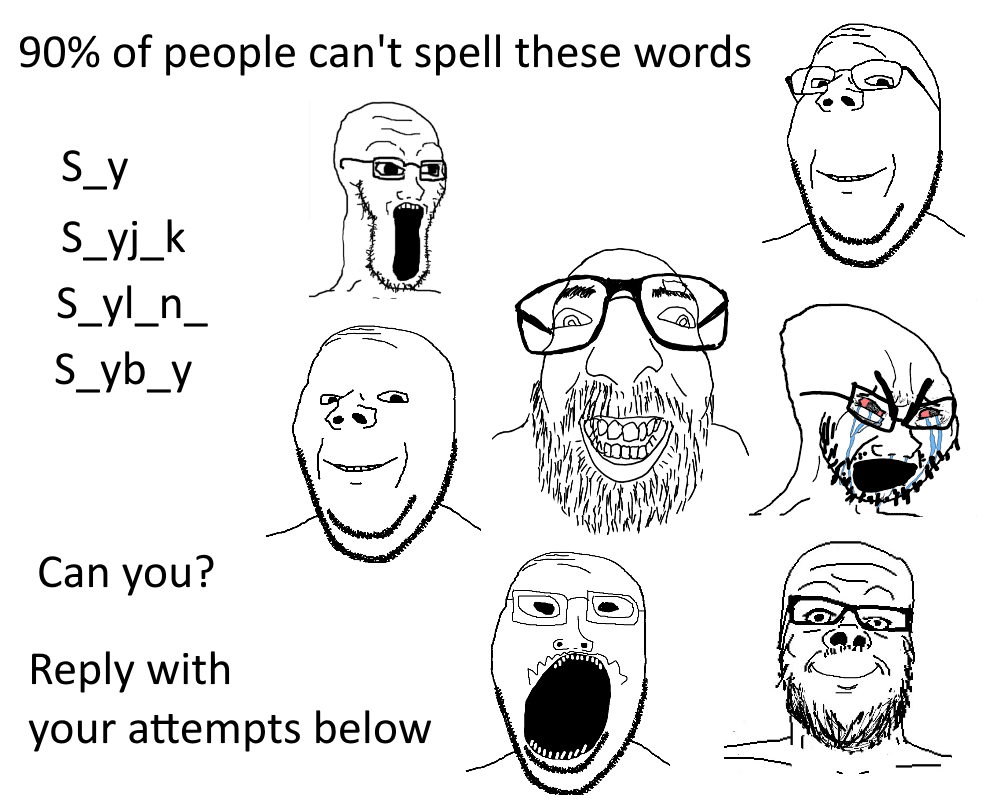 90% of people can't spell these words
S_y
S_yj_k
S_yl_n_
S_yb_y
Can you?
Reply with
your attempts below